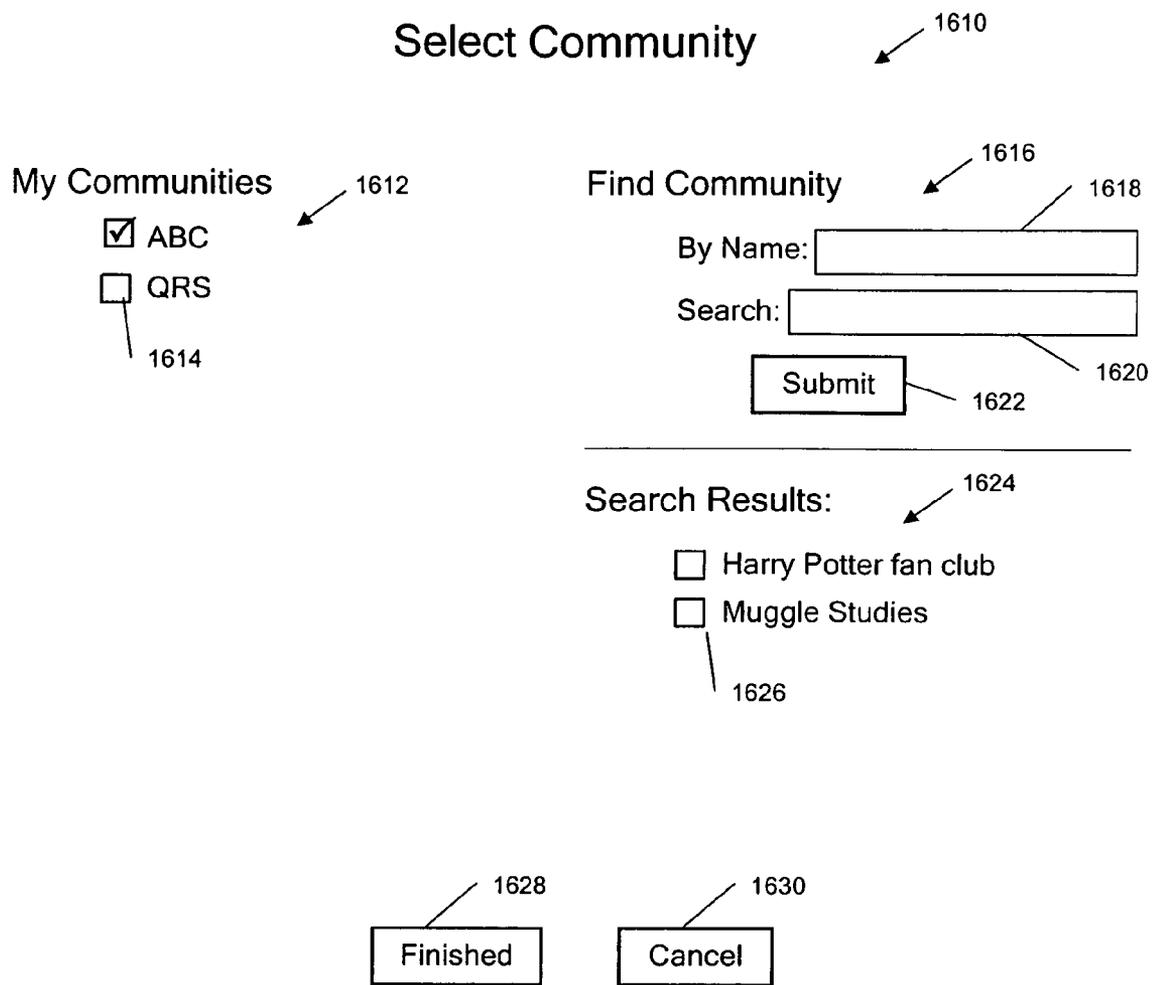 Select Community
1610
My Communities
1612
ABC
QRS
1614
Find Community
1616
1618
By Name:
Search:
1620
Submit
1622
Search Results:
1624
Harry Potter fan club
Muggle Studies
1626
1628
1630
Finished
Cancel